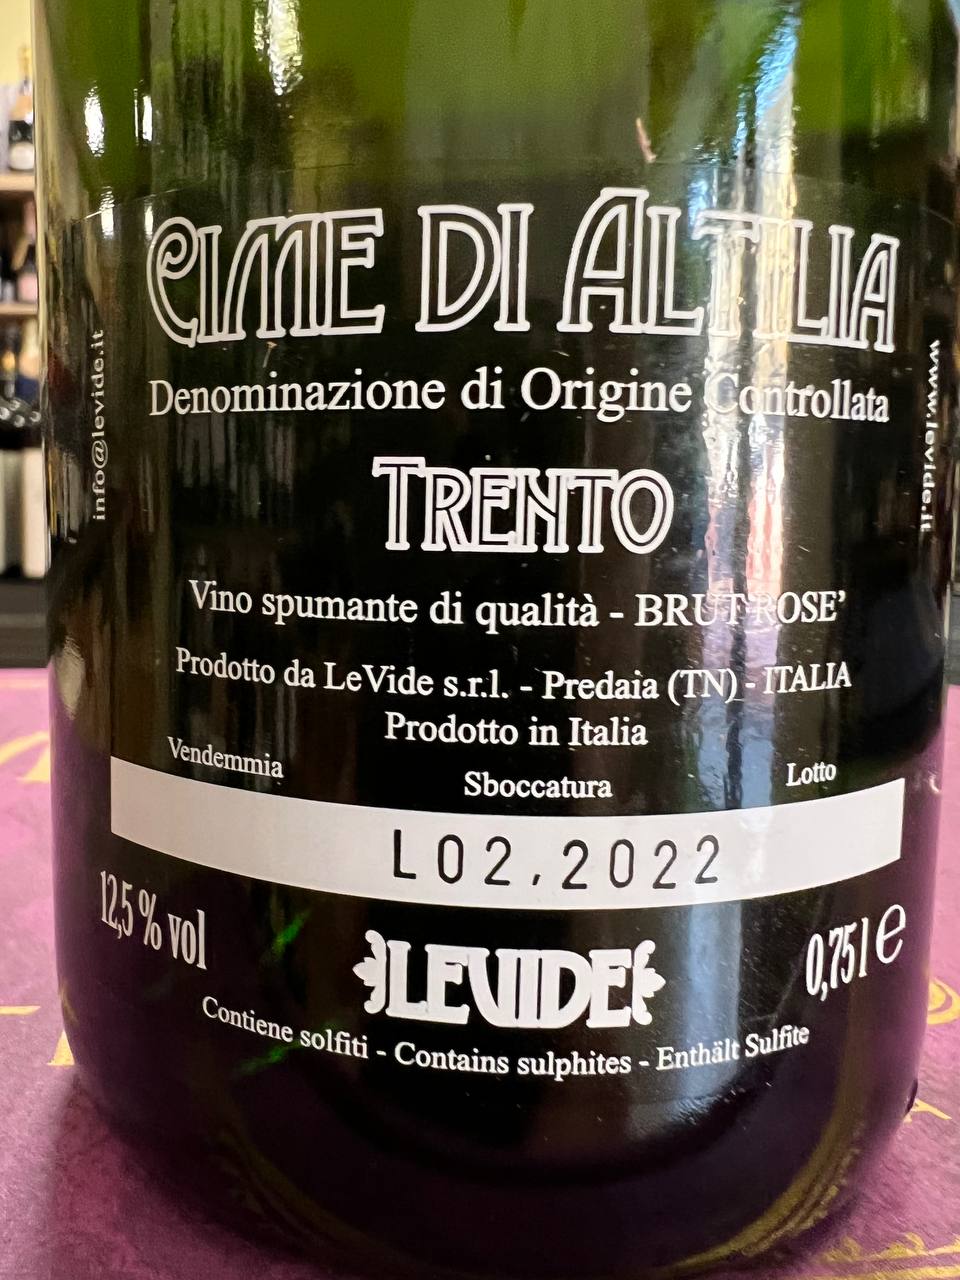 CIME DI ALTILIA
Denominazione di Origine Controllata
TRENTO
Vino spumante di qualità - BRUT ROSE'
Prodotto da LeVide s.r.l. - Predaia (TN) - ITALIA
Prodotto in Italia
Vendemmia Sboccatura Lotto
L02,2022
12,5 % vol
0,75 l e
LEVIDE
Contiene solfiti - Contains sulphites - Enthält Sulfite
info@levide.it
www.levide.it